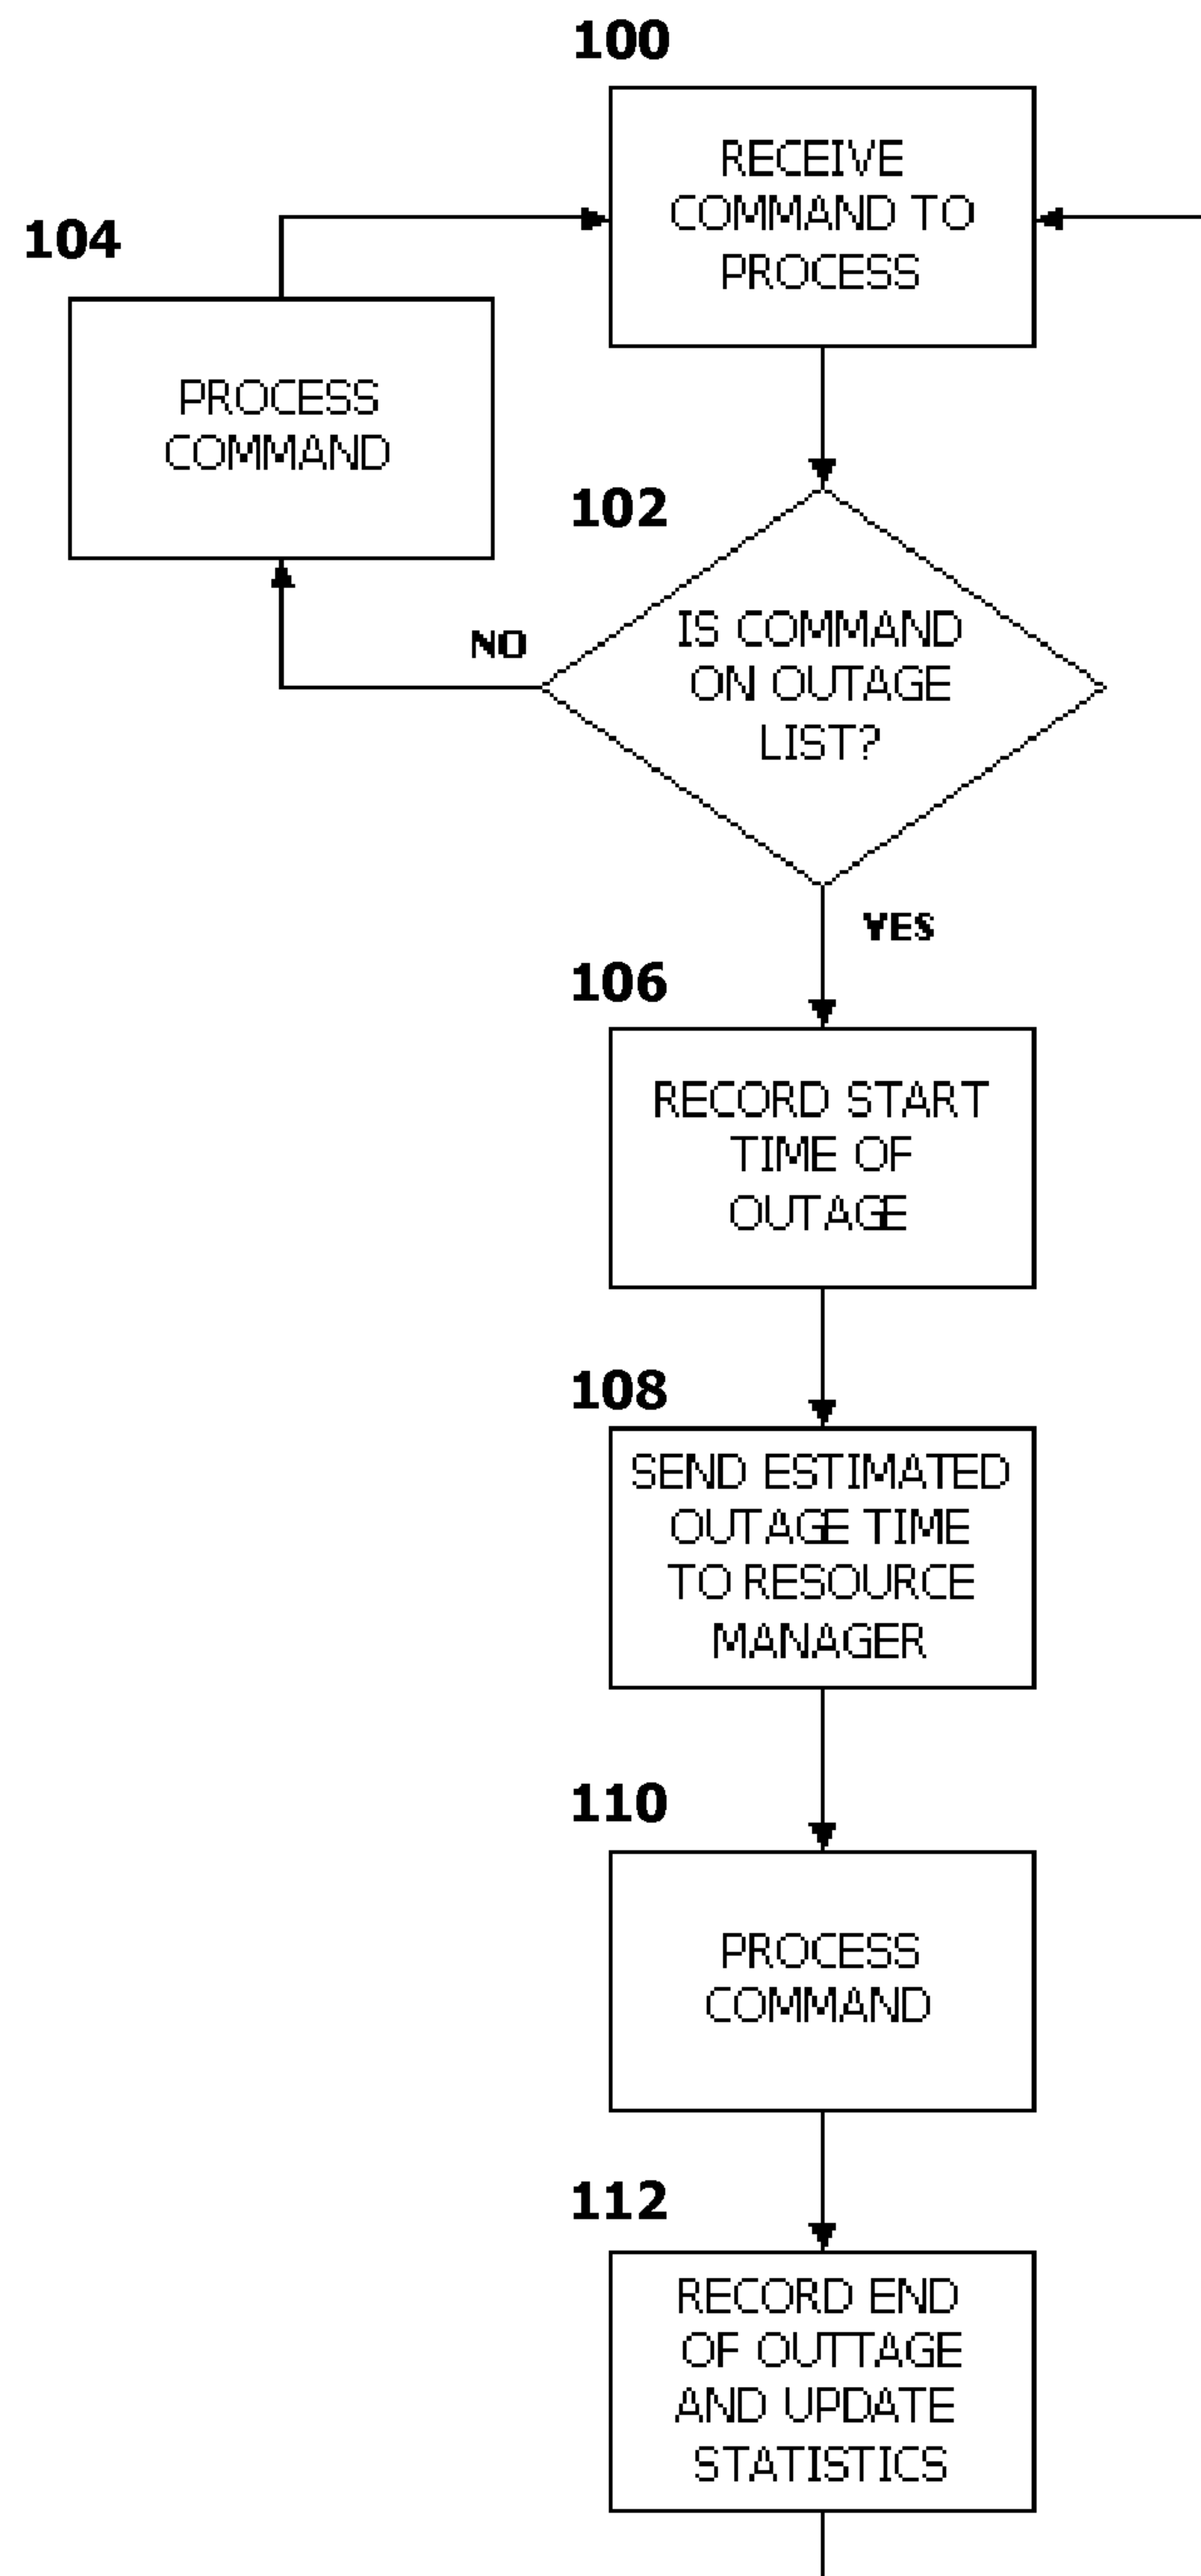 100
RECEIVE
COMMAND TO
PROCESS
104
PROCESS
COMMAND
102
IS COMMAND
ON OUTAGE
LIST?
NO
YES
106
RECORD START
TIME OF
OUTAGE
108
SEND ESTIMATED
OUTAGE TIME
TO RESOURCE
MANAGER
110
PROCESS
COMMAND
112
RECORD END
OF OUTTAGE
AND UPDATE
STATISTICS